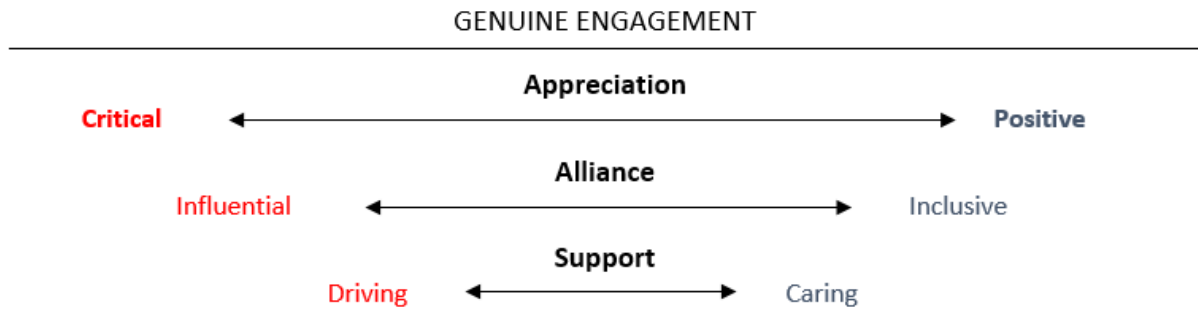 GENUINE ENGAGEMENT
Appreciation
Critical Positive
Alliance
Influential Inclusive
Support
Driving Caring